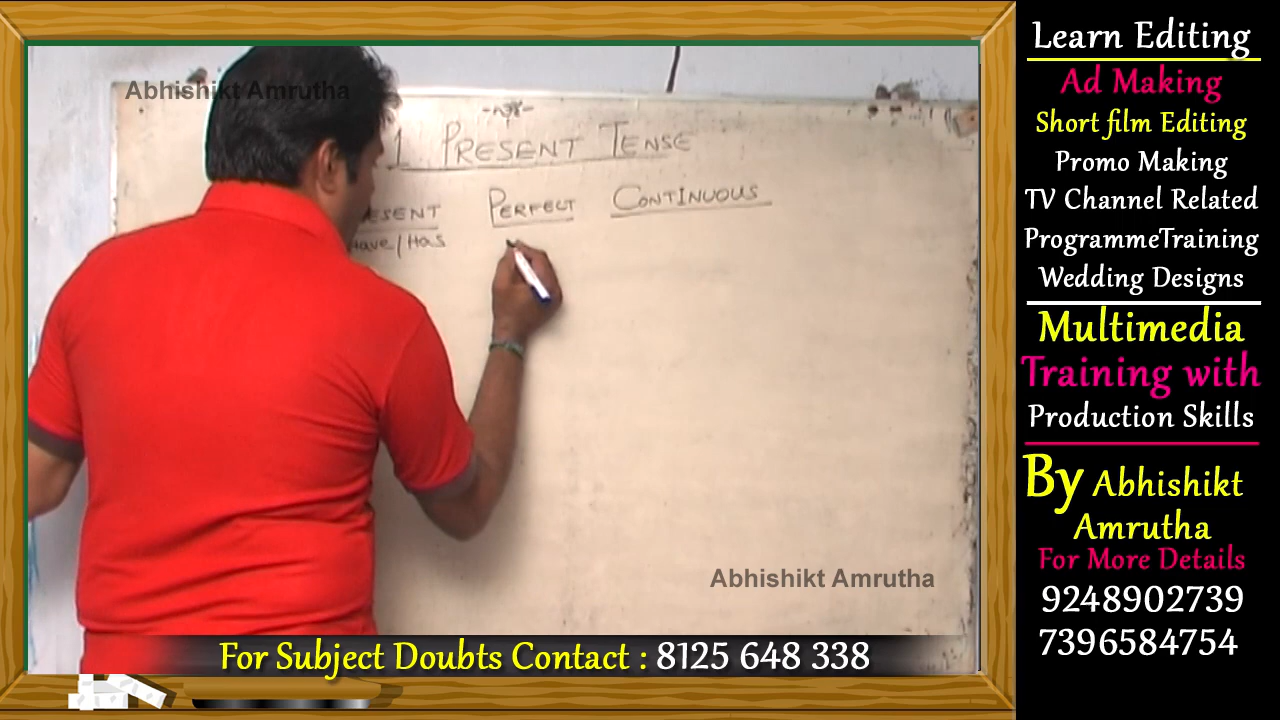 Abhishikt Amrutha
1 PRESENT TENSE
PERFECT CONTINUOUS
Have/Has
Abhishikt Amrutha
For Subject Doubts Contact : 8125 648 338
Learn Editing
Ad Making
Short film Editing
Promo Making
TV Channel Related
ProgrammeTraining
Wedding Designs
Multimedia
Training with
Production Skills
By Abhishikt
Amrutha
For More Details
9248902739
7396584754